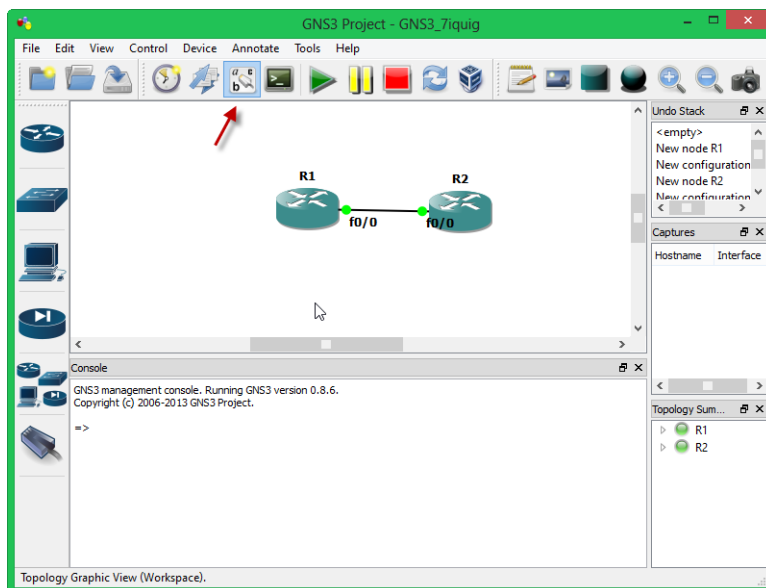 GNS3 Project - GNS3_7iquig
File Edit View Control Device Annotate Tools Help
a c
b
R1
R2
f0/0
f0/0
Undo Stack
<empty>
New node R1
New configuration
New node R2
New configuration
Captures
Hostname Interface
Console
GNS3 management console. Running GNS3 version 0.8.6.
Copyright (c) 2006-2013 GNS3 Project.
=>
Topology Sum...
R1
R2
Topology Graphic View (Workspace).